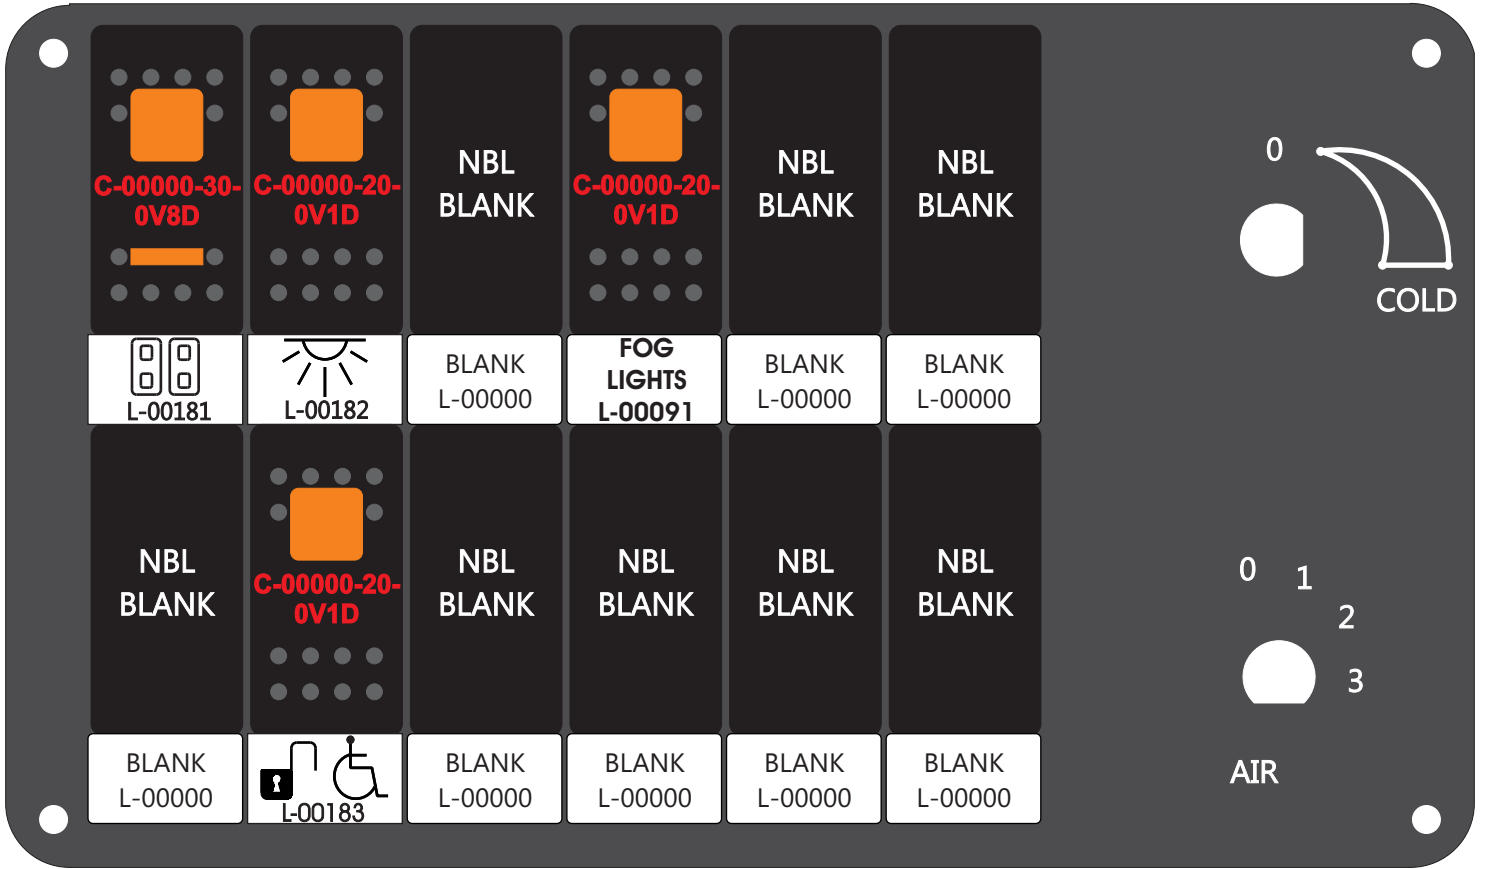 C-00000-30-
0V8D
C-00000-20-
0V1D
NBL
BLANK
C-00000-20-
0V1D
NBL
BLANK
NBL
BLANK
L-00181
L-00182
BLANK
L-00000
FOG
LIGHTS
L-00091
BLANK
L-00000
BLANK
L-00000
NBL
BLANK
C-00000-20-
0V1D
NBL
BLANK
NBL
BLANK
NBL
BLANK
NBL
BLANK
BLANK
L-00000
L-00183
BLANK
L-00000
BLANK
L-00000
BLANK
L-00000
BLANK
L-00000
0
COLD
0
1
2
3
AIR